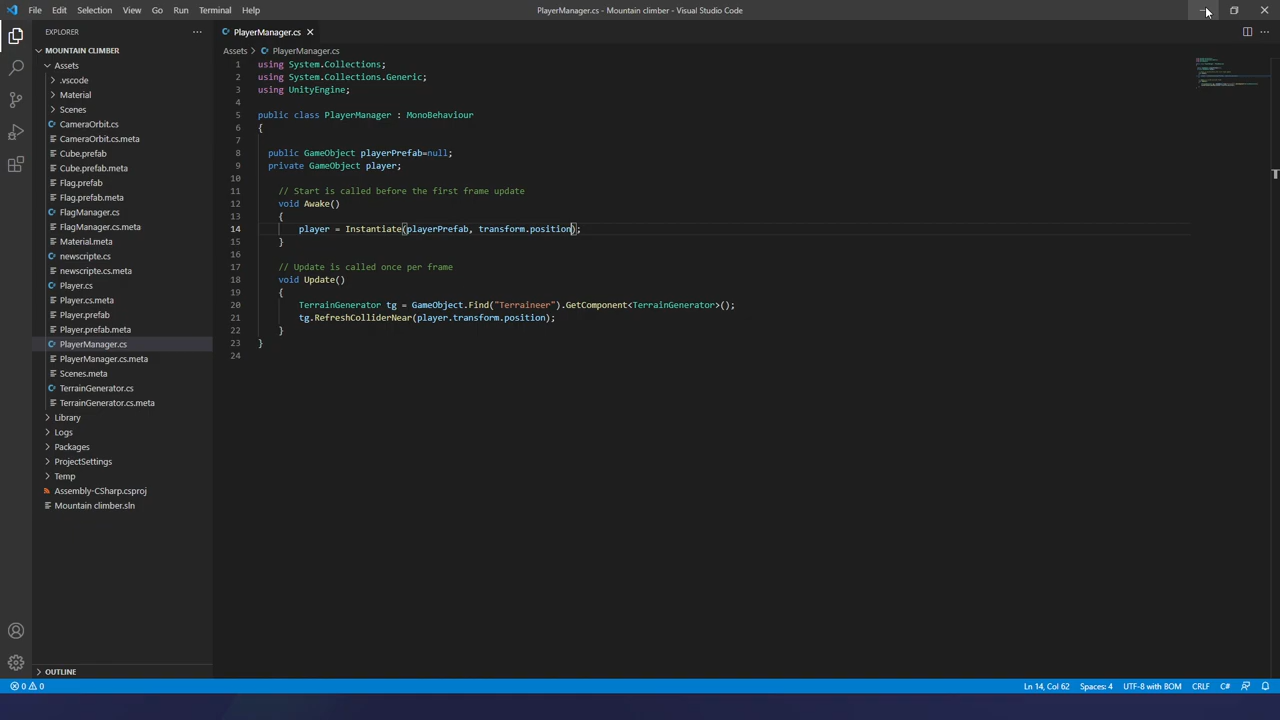 File Edit Selection View Go Run Terminal Help PlayerManager.cs - Mountain climber - Visual Studio Code
EXPLORER
MOUNTAIN CLIMBER
Assets
.vscode
Material
Scenes
CameraOrbit.cs
CameraOrbit.cs.meta
Cube.prefab
Cube.prefab.meta
Flag.prefab
Flag.prefab.meta
FlagManager.cs
FlagManager.cs.meta
Material.meta
newscripte.cs
newscripte.cs.meta
Player.cs
Player.cs.meta
Player.prefab
Player.prefab.meta
PlayerManager.cs
PlayerManager.cs.meta
Scenes.meta
TerrainGenerator.cs
TerrainGenerator.cs.meta
Library
Logs
Packages
ProjectSettings
Temp
Assembly-CSharp.csproj
Mountain climber.sln
OUTLINE
PlayerManager.cs
Assets > PlayerManager.cs
1 using System.Collections;
2 using System.Collections.Generic;
3 using UnityEngine;
4
5 public class PlayerManager : MonoBehaviour
6 {
7
8 public GameObject playerPrefab=null;
9 private GameObject player;
10
11 // Start is called before the first frame update
12 void Awake()
13 {
14 player = Instantiate(playerPrefab, transform.position);
15 }
16
17 // Update is called once per frame
18 void Update()
19 {
20 TerrainGenerator tg = GameObject.Find("Terraineer").GetComponent<TerrainGenerator>();
21 tg.RefreshColliderNear(player.transform.position);
22 }
23 }
24
0 0 Ln 14, Col 62 Spaces: 4 UTF-8 with BOM CRLF C#